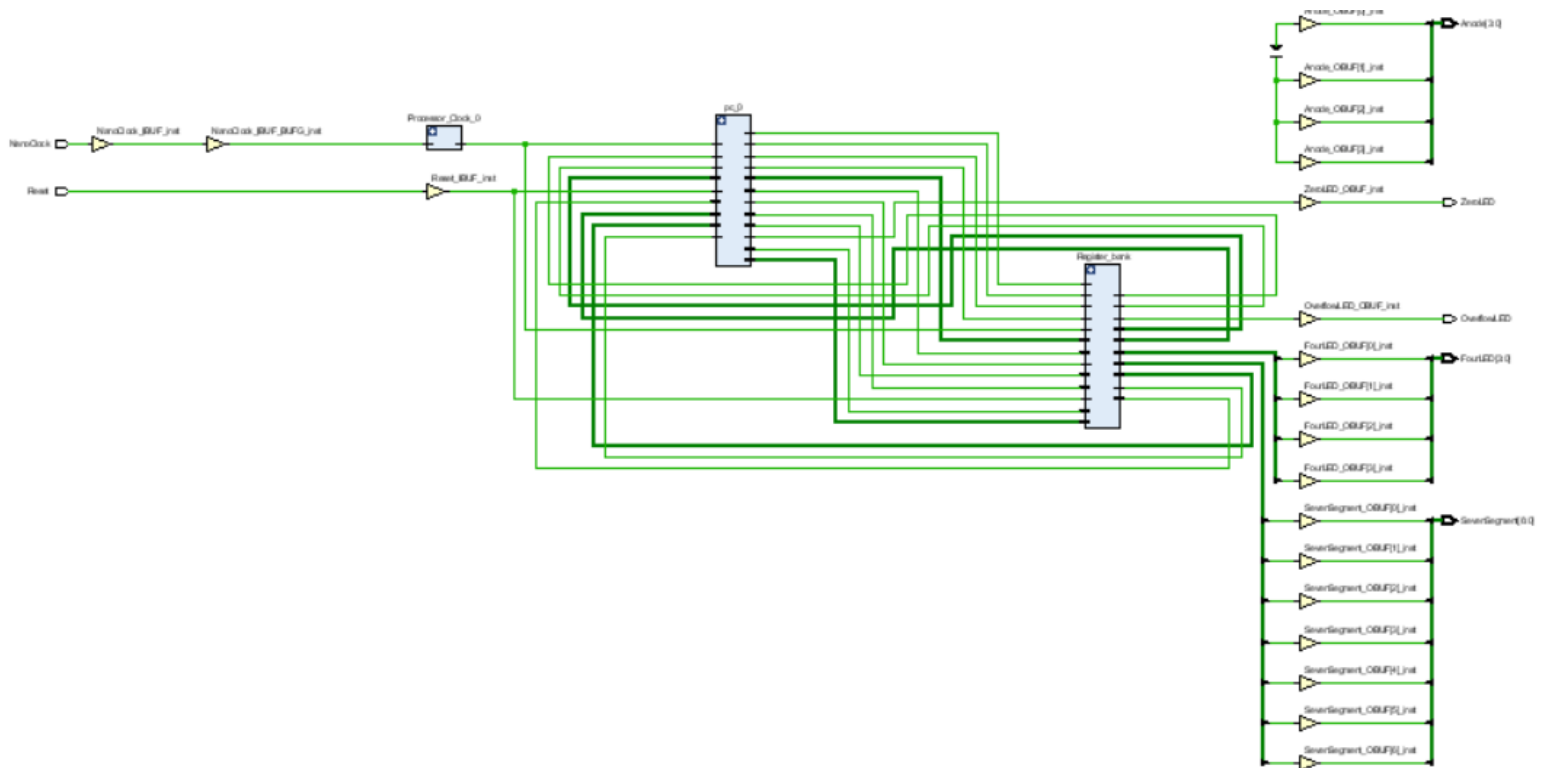 Anode_OBUF[0]_inst
Anode[3:0]
Anode_OBUF[1]_inst
pc_0
Processor_Clock_0
Anode_OBUF[2]_inst
NanoClock_IBUF_inst
NanoClock_IBUF_BUFG_inst
NanoClock
Anode_OBUF[3]_inst
Reset_IBUF_inst
Reset
ZeroLED_OBUF_inst
ZeroLED
Register_bank
OverflowLED_OBUF_inst
OverflowLED
FourLED_OBUF[0]_inst
FourLED[3:0]
FourLED_OBUF[1]_inst
FourLED_OBUF[2]_inst
FourLED_OBUF[3]_inst
SevenSegment_OBUF[0]_inst
SevenSegment[6:0]
SevenSegment_OBUF[1]_inst
SevenSegment_OBUF[2]_inst
SevenSegment_OBUF[3]_inst
SevenSegment_OBUF[4]_inst
SevenSegment_OBUF[5]_inst
SevenSegment_OBUF[6]_inst